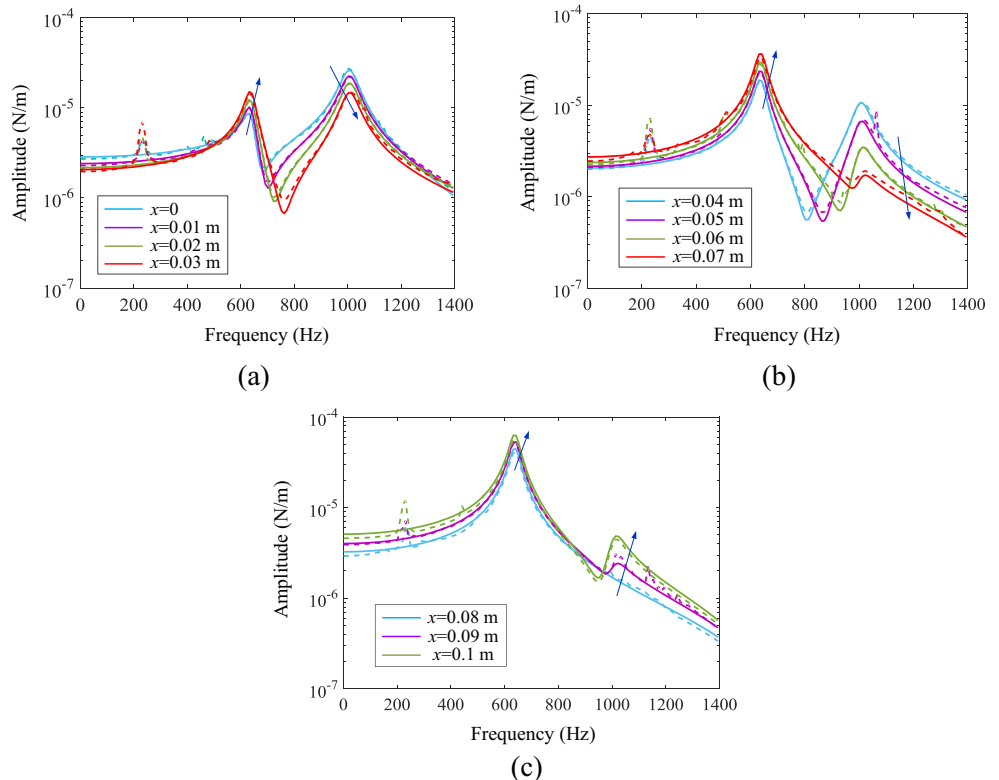 10^-4
10^-5
10^-6
10^-7
Amplitude (N/m)
x=0
x=0.01 m
x=0.02 m
x=0.03 m
0 200 400 600 800 1000 1200 1400
Frequency (Hz)
(a)
10^-4
10^-5
10^-6
10^-7
Amplitude (N/m)
x=0.04 m
x=0.05 m
x=0.06 m
x=0.07 m
0 200 400 600 800 1000 1200 1400
Frequency (Hz)
(b)
10^-4
10^-5
10^-6
10^-7
Amplitude (N/m)
x=0.08 m
x=0.09 m
x=0.1 m
0 200 400 600 800 1000 1200 1400
Frequency (Hz)
(c)